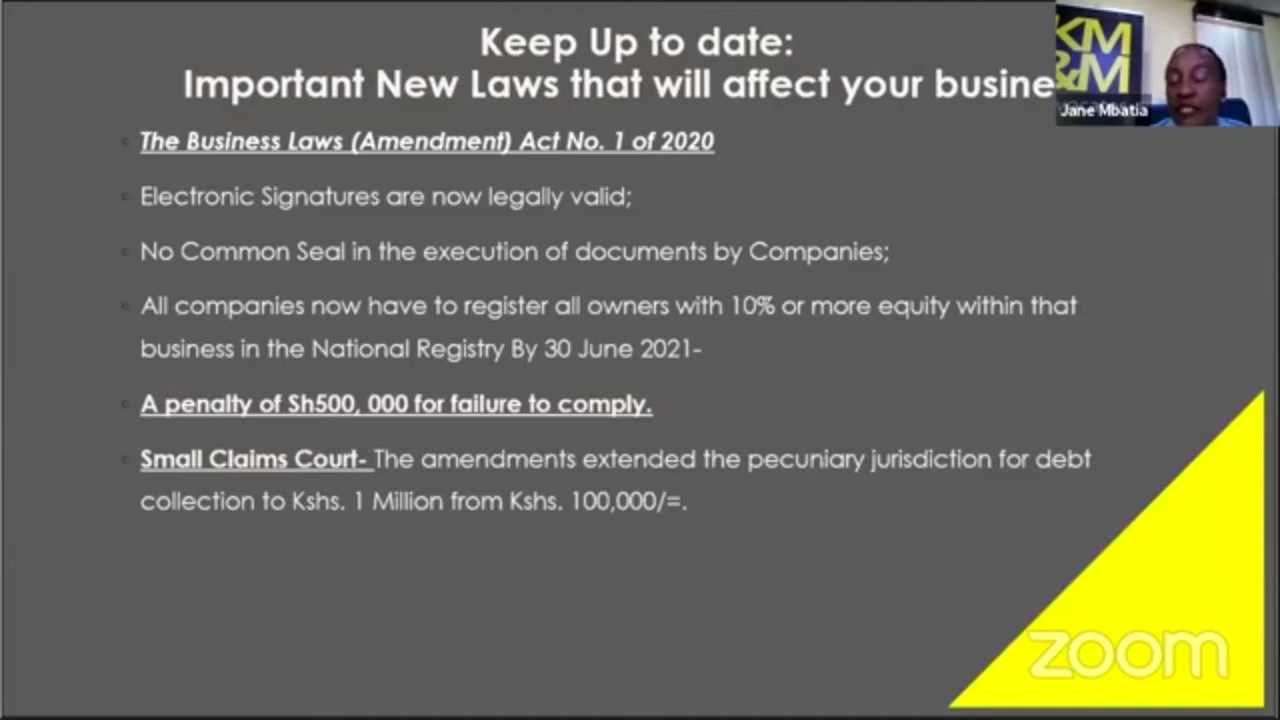 Keep Up to date:
Important New Laws that will affect your busine
The Business Laws (Amendment) Act No. 1 of 2020
Electronic Signatures are now legally valid;
No Common Seal in the execution of documents by Companies;
All companies now have to register all owners with 10% or more equity within that
business in the National Registry By 30 June 2021-
A penalty of Sh500, 000 for failure to comply.
Small Claims Court- The amendments extended the pecuniary jurisdiction for debt
collection to Kshs. 1 Million from Kshs. 100,000/=.
KM
&M
Jane Mbatia
zoom